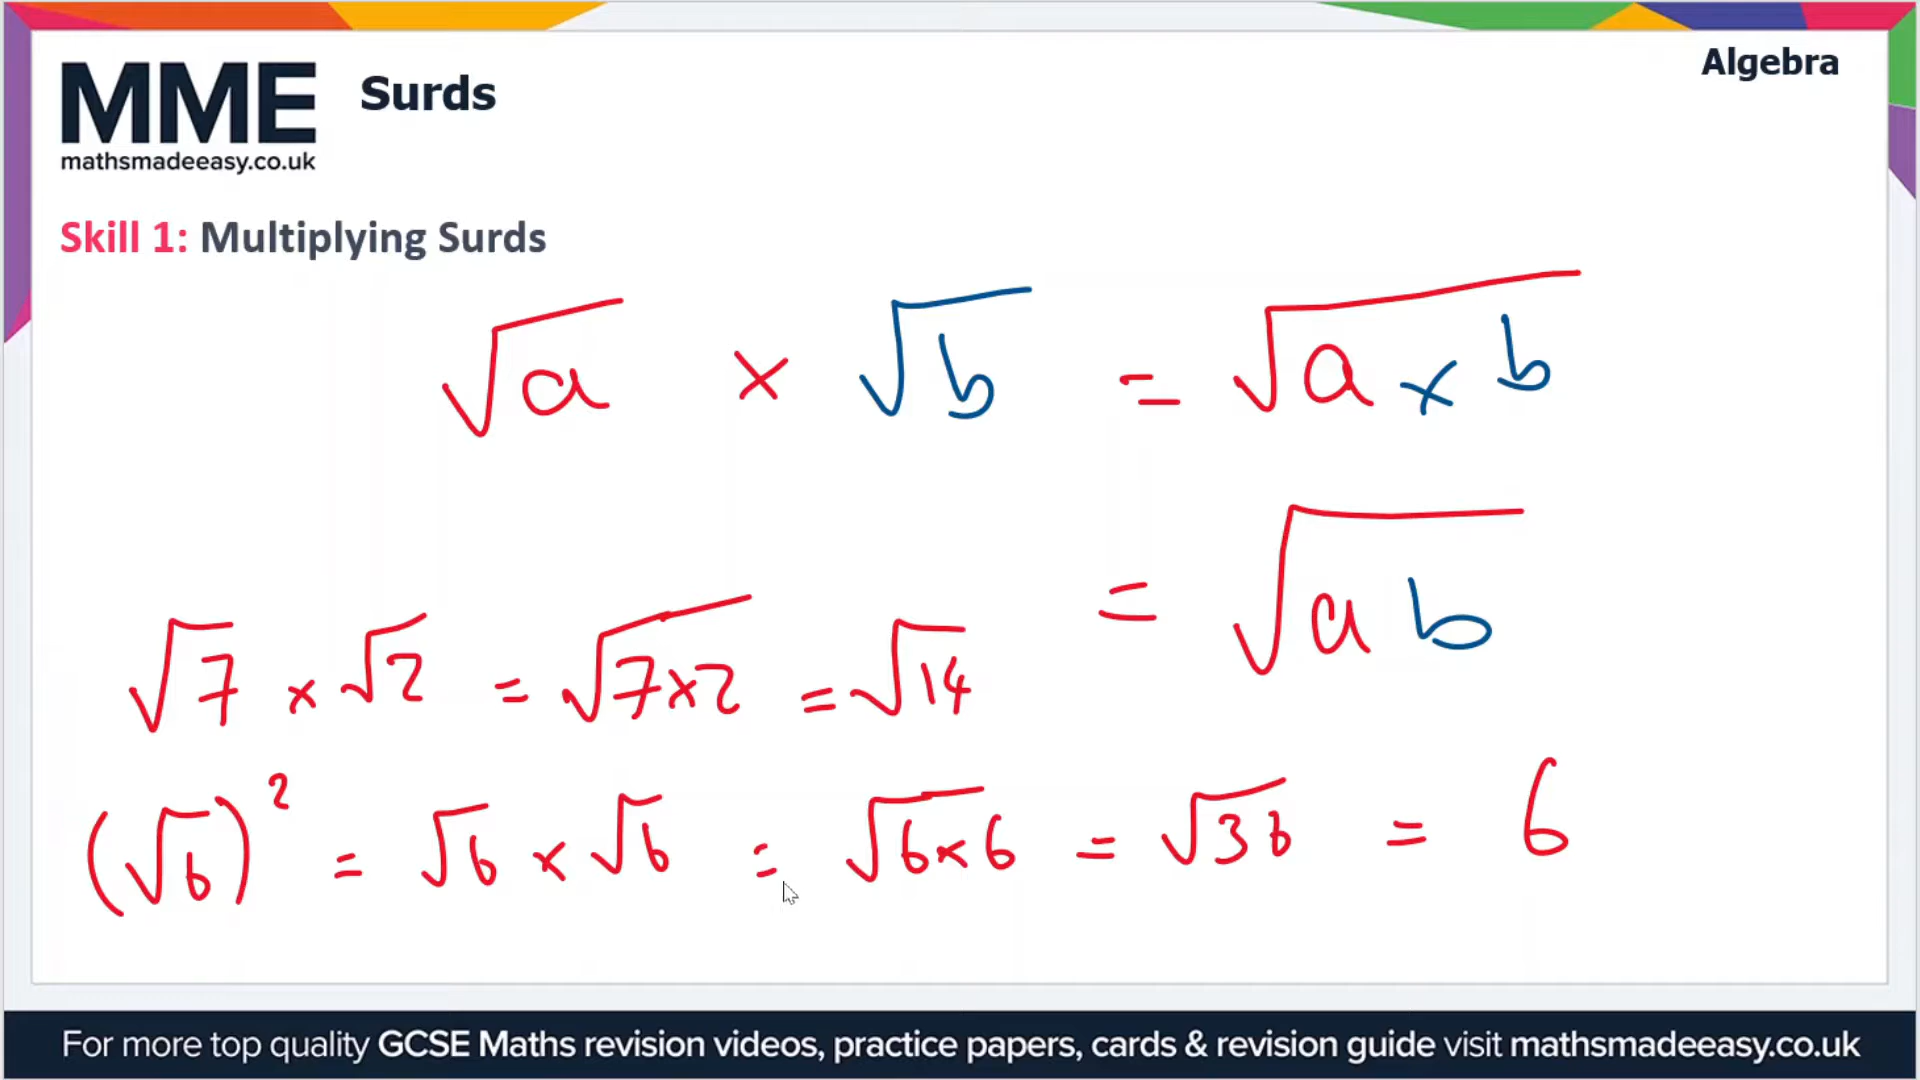 MME
mathsmadeeasy.co.uk
Surds
Algebra
Skill 1: Multiplying Surds
√a × √b = √a × b
= √ab
√7 × √2 = √7×2 = √14
(√6)² = √6 × √6 = √6×6 = √36 = 6
For more top quality GCSE Maths revision videos, practice papers, cards & revision guide visit mathsmadeeasy.co.uk